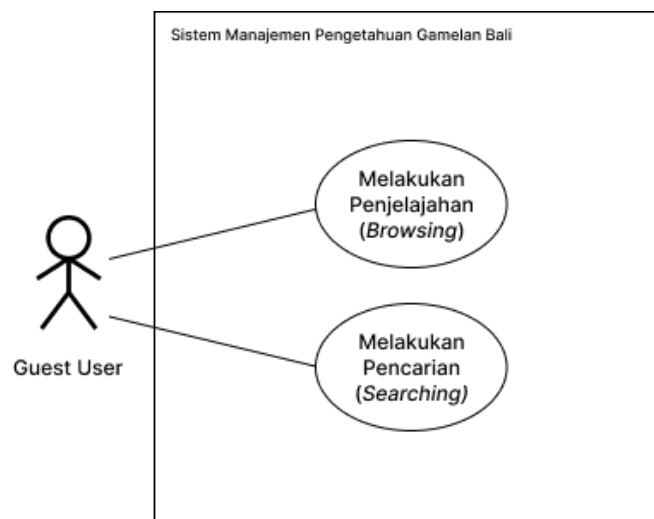 Sistem Manajemen Pengetahuan Gamelan Bali
Melakukan
Penjelajahan
(Browsing)
Guest User
Melakukan
Pencarian
(Searching)